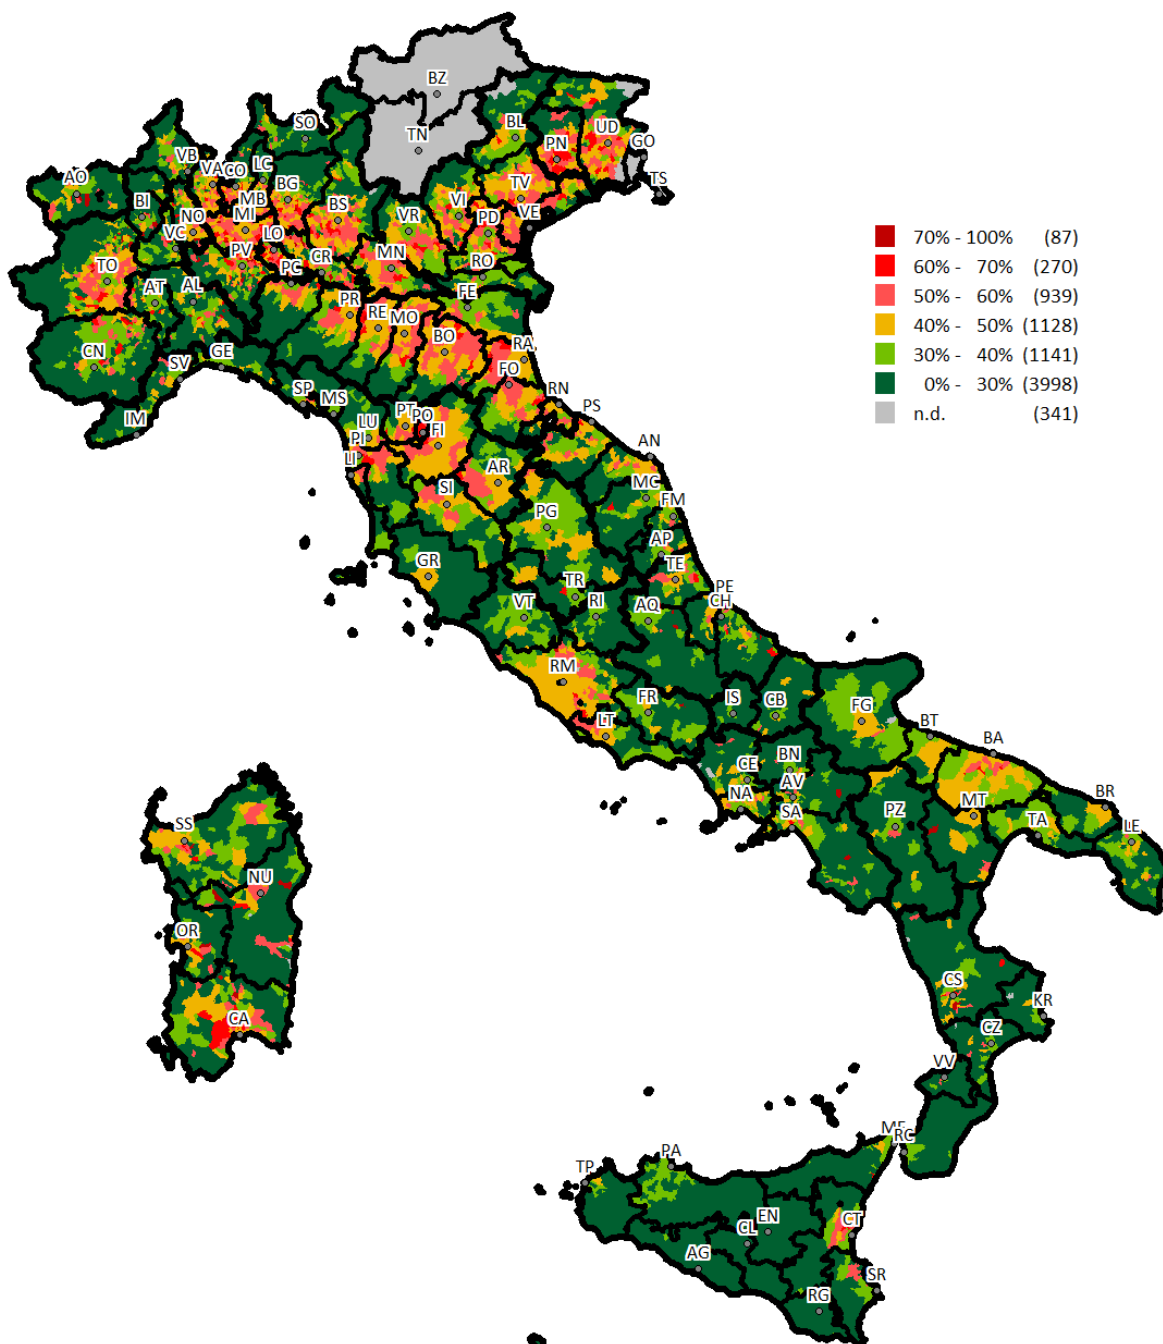 BZ
TN
SO
BL
PN
UD
GO
TS
AO
VB
VA
CO
LC
BG
BI
NO
MB
MI
BS
VI
TV
VR
PD
VE
VC
LO
PV
CR
MN
RO
TO
PC
AT
AL
PR
RE
MO
FE
CN
GE
SV
BO
RA
FO
IM
SP
MS
RN
PS
LU
PT
PO
FI
PI
LI
AR
AN
SI
MC
FM
PG
AP
GR
TE
TR
RI
VT
AQ
PE
CH
RM
FR
IS
CB
FG
LT
BT
BA
CE
BN
NA
AV
SA
PZ
MT
TA
BR
LE
SS
NU
OR
CA
CS
KR
CZ
VV
ME
RC
TP
PA
CT
EN
CL
AG
SR
RG
70% - 100% (87)
60% - 70% (270)
50% - 60% (939)
40% - 50% (1128)
30% - 40% (1141)
0% - 30% (3998)
n.d. (341)